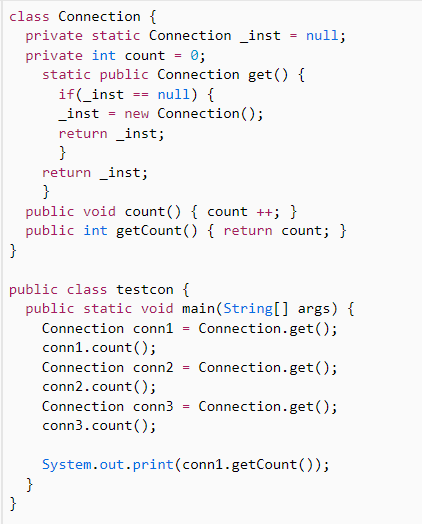 class Connection {
  private static Connection _inst = null;
  private int count = 0;
    static public Connection get() {
      if(_inst == null) {
      _inst = new Connection();
      return _inst;
      }
    return _inst;
    }
  public void count() { count ++; }
  public int getCount() { return count; }
}

public class testcon {
  public static void main(String[] args) {
    Connection conn1 = Connection.get();
    conn1.count();
    Connection conn2 = Connection.get();
    conn2.count();
    Connection conn3 = Connection.get();
    conn3.count();

    System.out.print(conn1.getCount());
  }
}